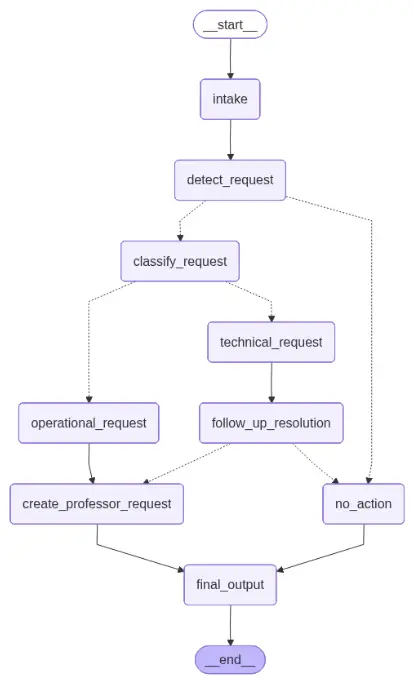 __start__
intake
detect_request
classify_request
technical_request
operational_request
follow_up_resolution
create_professor_request
no_action
final_output
__end__